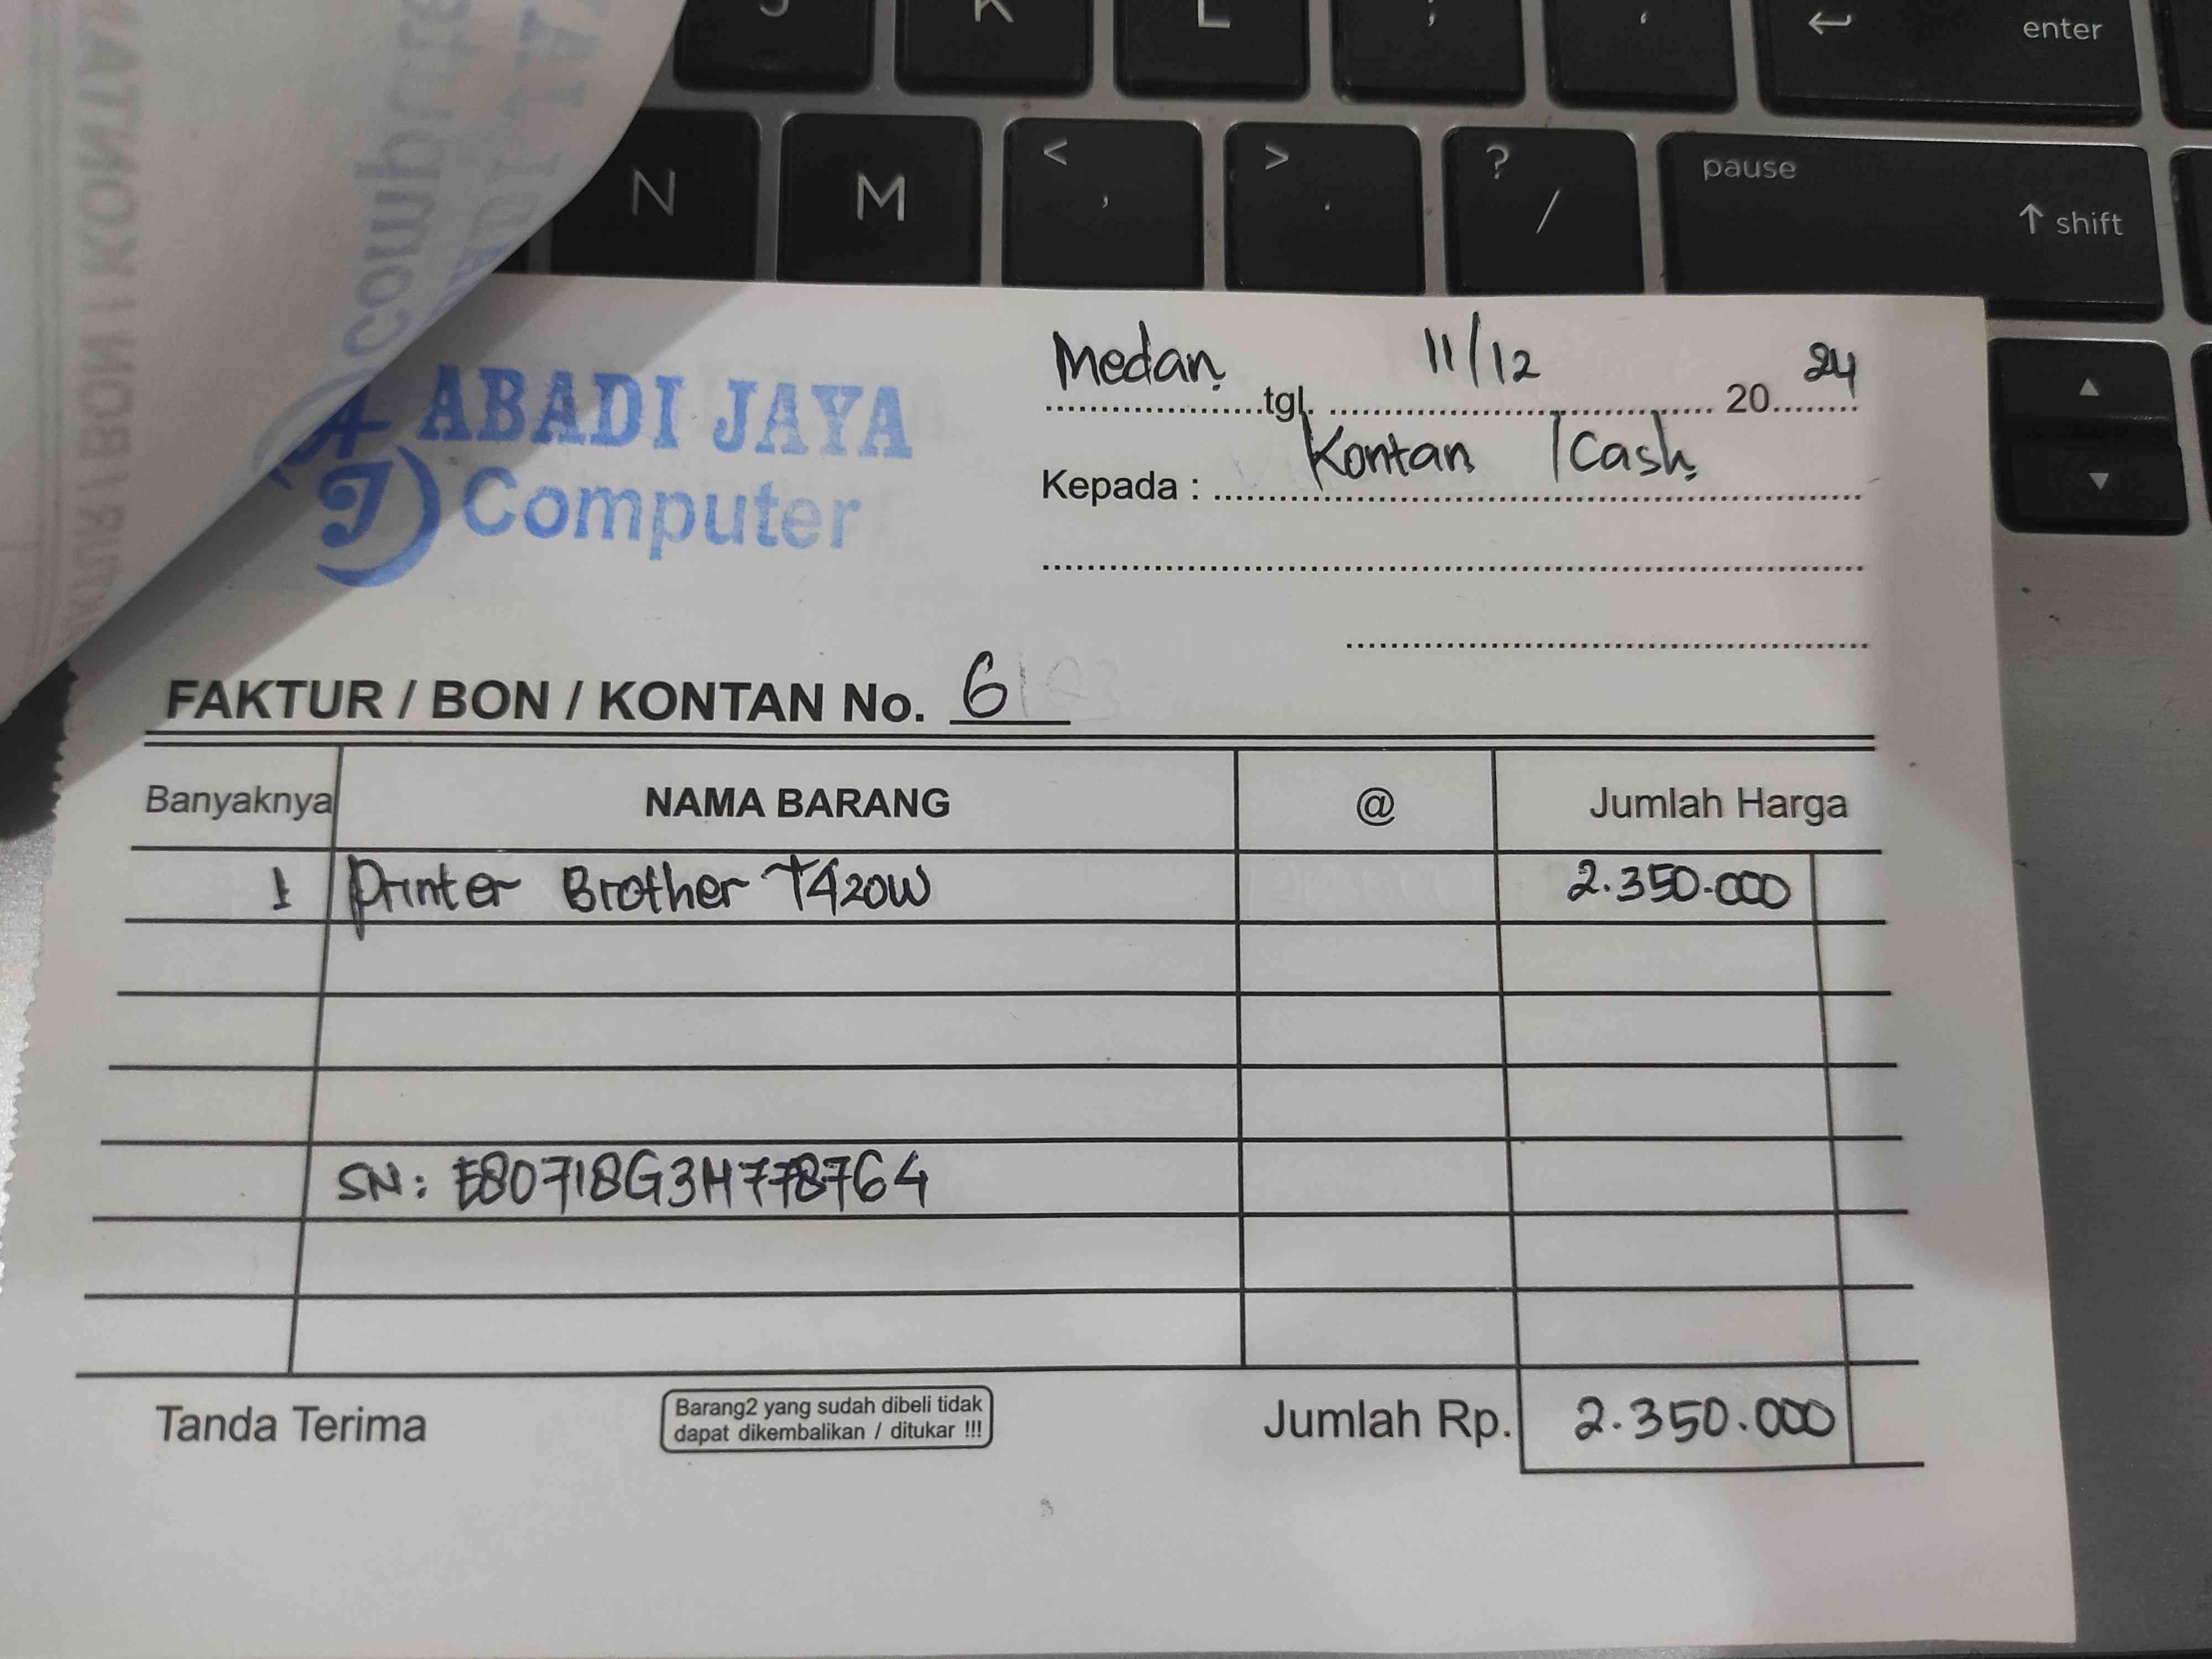 J K L ; ' enter
N M < , > . ? / pause
shift
ABADI JAYA
Computer
Medan tgl. 11/12 20 24
Kepada : Kontan / Cash
FAKTUR / BON / KONTAN No. 6
Banyaknya NAMA BARANG @ Jumlah Harga
1 Printer Brother T420W 2.350.000
SN: E80718G3H778764
Tanda Terima
Barang2 yang sudah dibeli tidak
dapat dikembalikan / ditukar !!!
Jumlah Rp. 2.350.000